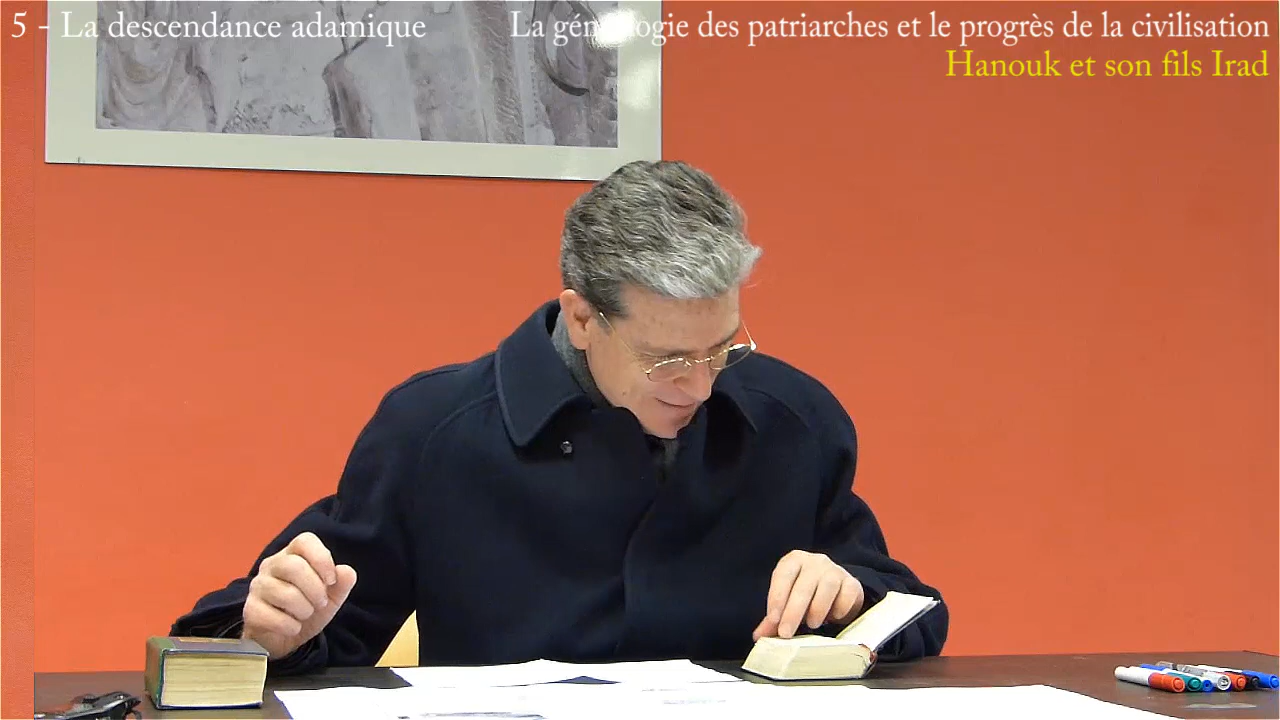 5 - La descendance adamique
La généalogie des patriarches et le progrès de la civilisation
Hanouk et son fils Irad